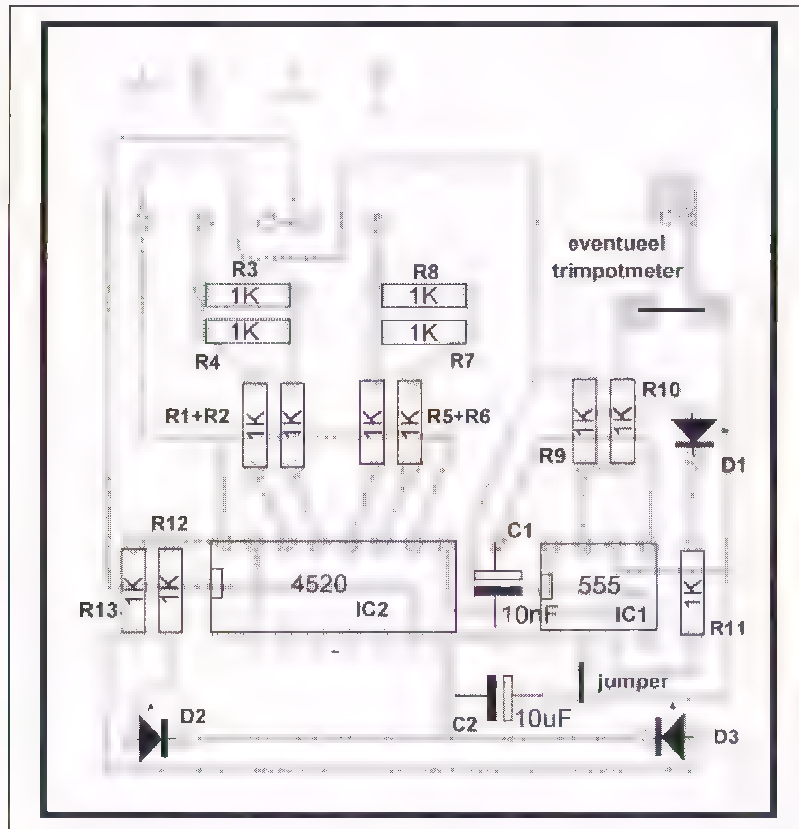 eventueel
trimpotmeter
R3
R8
1K
1K
1K
1K
R4
R7
R10
R1+R2
1K
1K
1K
1K
R5+R6
1K
1K
R9
D1
R12
C1
1K
1K
4520
555
1K
R13
IC2
10nF
IC1
R11
jumper
D2
C2
10uF
D3